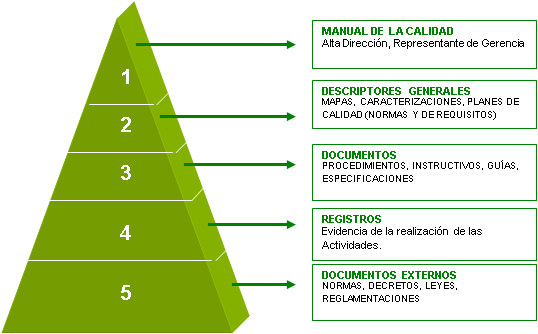 1
MANUAL DE LA CALIDAD
Alta Dirección, Representante de Gerencia
2
DESCRIPTORES GENERALES
MAPAS, CARACTERIZACIONES, PLANES DE
CALIDAD (NORMAS Y DE REQUISITOS)
3
DOCUMENTOS
PROCEDIMIENTOS, INSTRUCTIVOS, GUÍAS,
ESPECIFICACIONES
4
REGISTROS
Evidencia de la realización de las
Actividades.
5
DOCUMENTOS EXTERNOS
NORMAS, DECRETOS, LEYES,
REGLAMENTACIONES